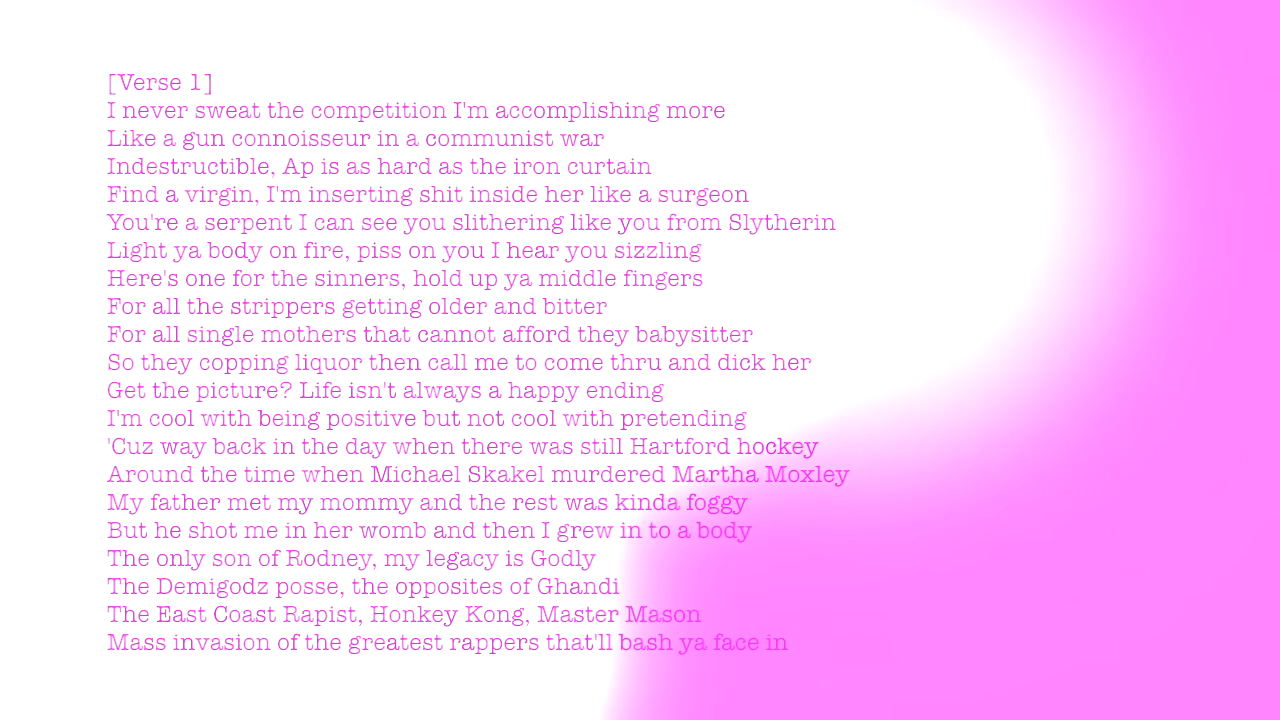 [Verse 1]
I never sweat the competition I'm accomplishing more
Like a gun connoisseur in a communist war
Indestructible, Ap is as hard as the iron curtain
Find a virgin, I'm inserting shit inside her like a surgeon
You're a serpent I can see you slithering like you from Slytherin
Light ya body on fire, piss on you I hear you sizzling
Here's one for the sinners, hold up ya middle fingers
For all the strippers getting older and bitter
For all single mothers that cannot afford they babysitter
So they copping liquor then call me to come thru and dick her
Get the picture? Life isn't always a happy ending
I'm cool with being positive but not cool with pretending
'Cuz way back in the day when there was still Hartford hockey
Around the time when Michael Skakel murdered Martha Moxley
My father met my mommy and the rest was kinda foggy
But he shot me in her womb and then I grew in to a body
The only son of Rodney, my legacy is Godly
The Demigodz posse, the opposites of Ghandi
The East Coast Rapist, Honkey Kong, Master Mason
Mass invasion of the greatest rappers that'll bash ya face in